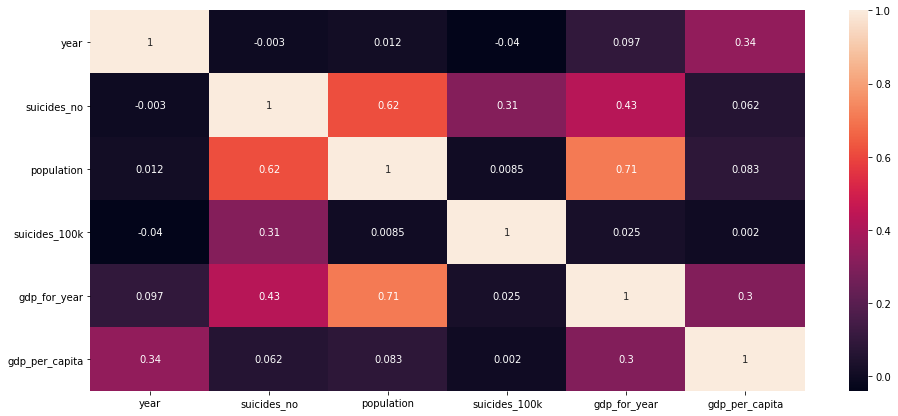 year 1 -0.003 0.012 -0.04 0.097 0.34
suicides_no -0.003 1 0.62 0.31 0.43 0.062
population 0.012 0.62 1 0.0085 0.71 0.083
suicides_100k -0.04 0.31 0.0085 1 0.025 0.002
gdp_for_year 0.097 0.43 0.71 0.025 1 0.3
gdp_per_capita 0.34 0.062 0.083 0.002 0.3 1
year suicides_no population suicides_100k gdp_for_year gdp_per_capita
1.0
0.8
0.6
0.4
0.2
0.0